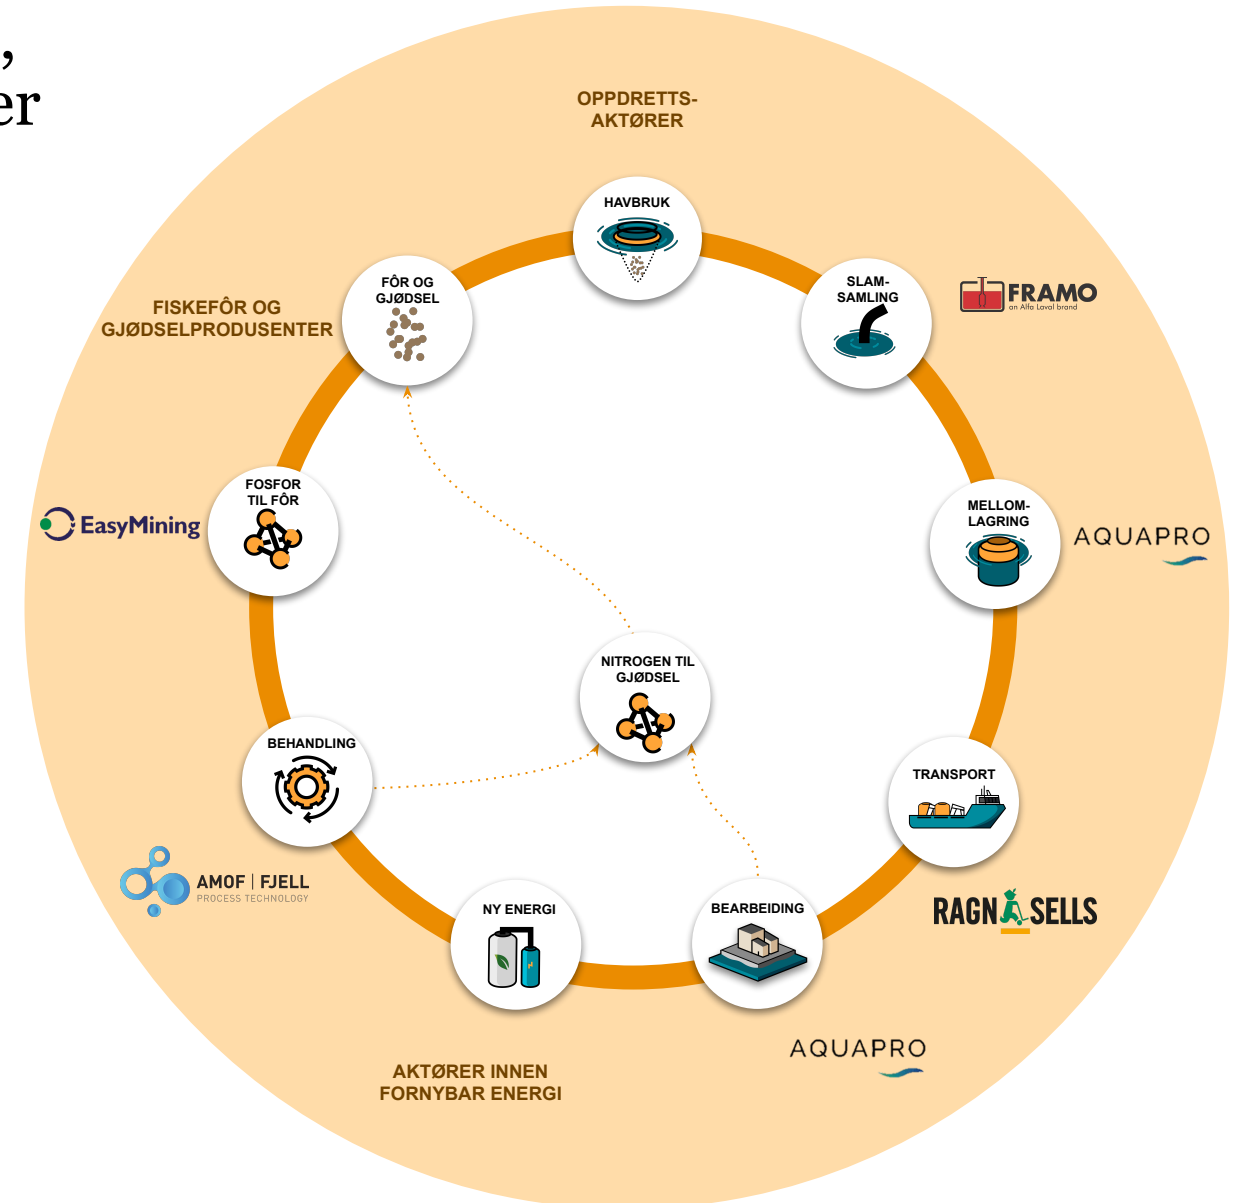 ,
er
OPPDRETTS-
AKTØRER
HAVBRUK
SLAM-
SAMLING
FRAMO
an Alfa Laval brand
FÔR OG
GJØDSEL
FISKEFÔR OG
GJØDSELPRODUSENTER
FOSFOR
TIL FÔR
EasyMining
MELLOM-
LAGRING
AQUAPRO
NITROGEN TIL
GJØDSEL
BEHANDLING
TRANSPORT
AMOF | FJELL
PROCESS TECHNOLOGY
RAGN SELLS
NY ENERGI
BEARBEIDING
AQUAPRO
AKTØRER INNEN
FORNYBAR ENERGI